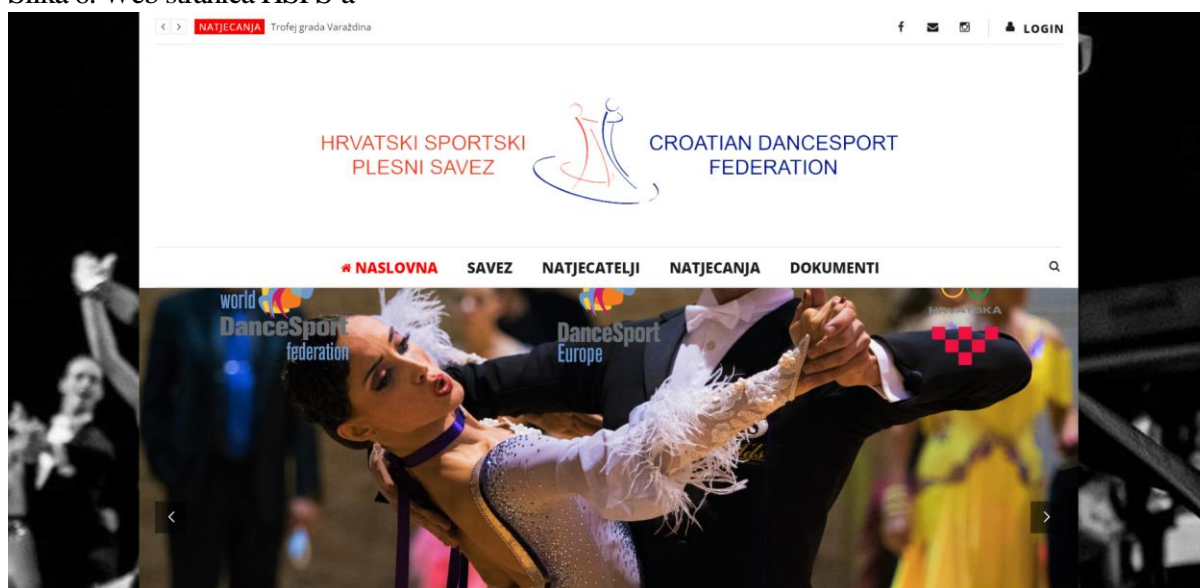 Slika 6. Web stranica HSPS-a
NATJECANJA Trofej grada Varaždina
LOGIN
HRVATSKI SPORTSKI
PLESNI SAVEZ
CROATIAN DANCESPORT
FEDERATION
NASLOVNA SAVEZ NATJECATELJI NATJECANJA DOKUMENTI
world
DanceSport
federation
DanceSport
Europe
HRVATSKA